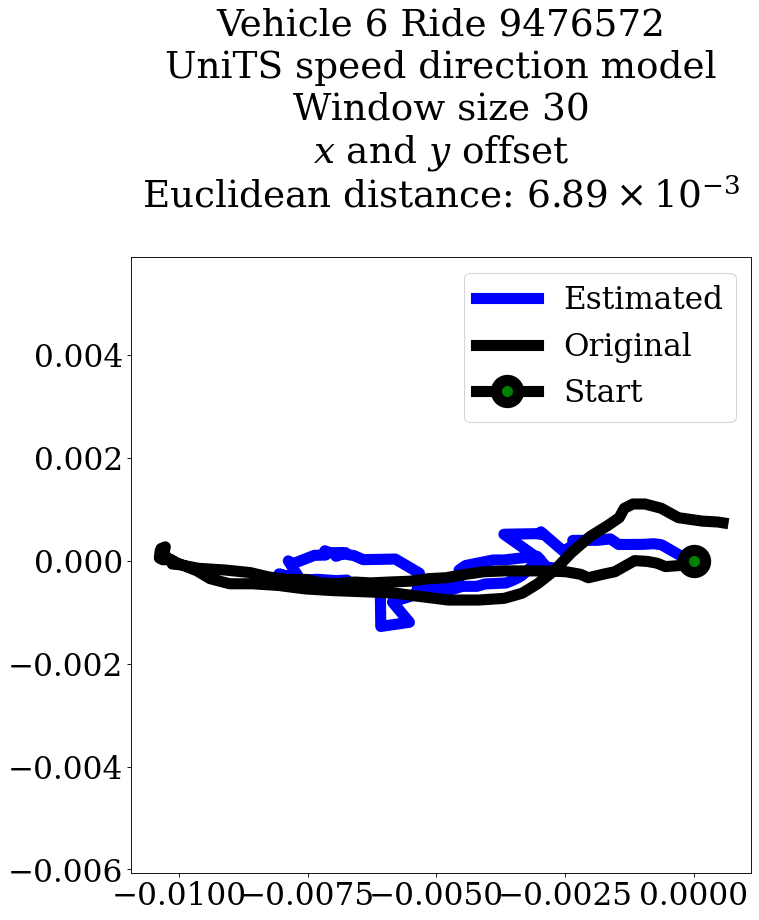 Vehicle 6 Ride 9476572
UniTS speed direction model
Window size 30
x and y offset
Euclidean distance: 6.89 × 10⁻³
Estimated
Original
Start
0.004
0.002
0.000
−0.002
−0.004
−0.006
−0.0100 −0.0075 −0.0050 −0.0025 0.0000